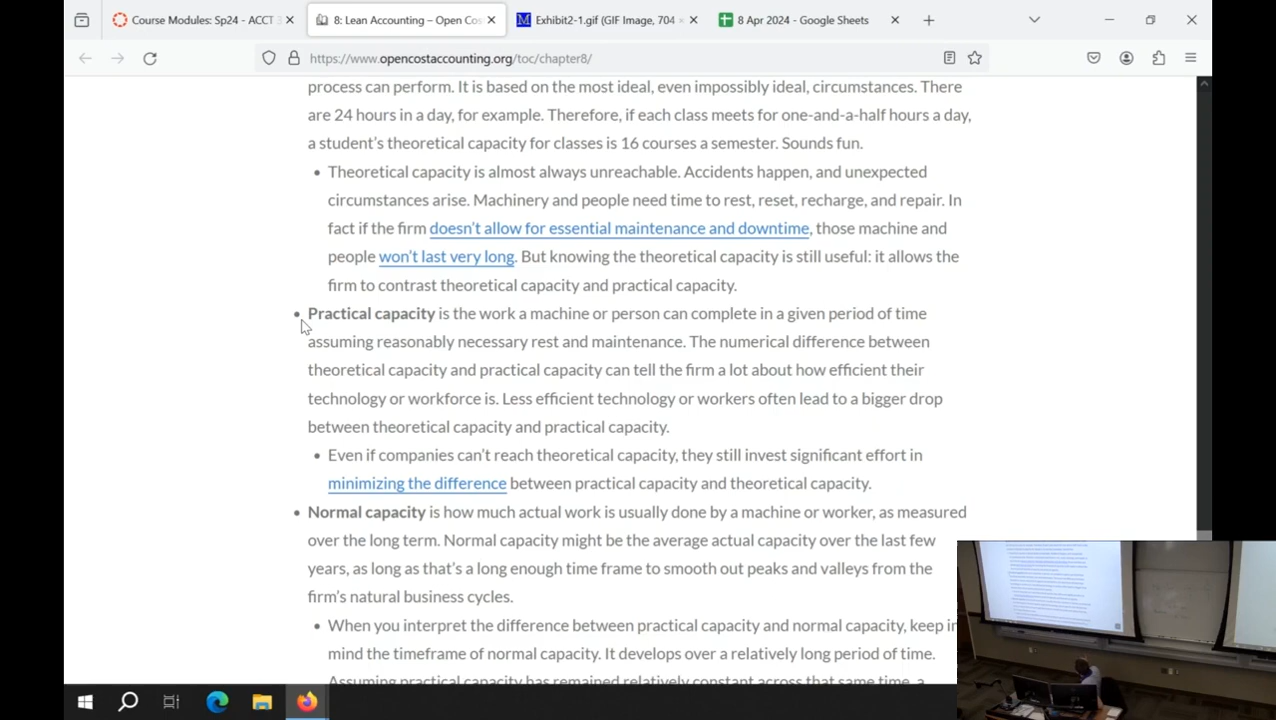 Course Modules: Sp24 - ACCT 3
8: Lean Accounting – Open Cos
Exhibit2-1.gif (GIF Image, 704 ×
8 Apr 2024 - Google Sheets
https://www.opencostaccounting.org/toc/chapter8/
process can perform. It is based on the most ideal, even impossibly ideal, circumstances. There
are 24 hours in a day, for example. Therefore, if each class meets for one-and-a-half hours a day,
a student's theoretical capacity for classes is 16 courses a semester. Sounds fun.
Theoretical capacity is almost always unreachable. Accidents happen, and unexpected
circumstances arise. Machinery and people need time to rest, reset, recharge, and repair. In
fact if the firm doesn't allow for essential maintenance and downtime, those machine and
people won't last very long. But knowing the theoretical capacity is still useful: it allows the
firm to contrast theoretical capacity and practical capacity.
Practical capacity is the work a machine or person can complete in a given period of time
assuming reasonably necessary rest and maintenance. The numerical difference between
theoretical capacity and practical capacity can tell the firm a lot about how efficient their
technology or workforce is. Less efficient technology or workers often lead to a bigger drop
between theoretical capacity and practical capacity.
Even if companies can't reach theoretical capacity, they still invest significant effort in
minimizing the difference between practical capacity and theoretical capacity.
Normal capacity is how much actual work is usually done by a machine or worker, as measured
over the long term. Normal capacity might be the average actual capacity over the last few
as that's a long enough time frame to smooth out valleys from the
firm's natural business cycles.
When you interpret the difference between practical capacity and normal capacity, keep in
mind the timeframe of normal capacity. It develops over a relatively long period of time.
Assuming practical capacity has remained relatively constant across that same time, a